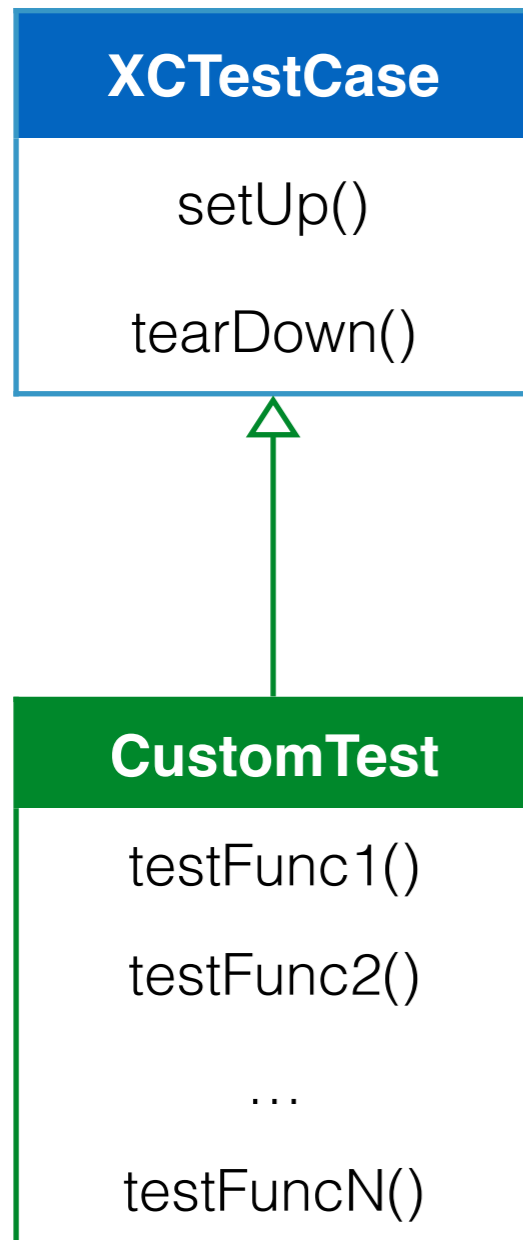 XCTestCase
setUp()
tearDown()
CustomTest
testFunc1()
testFunc2()
...
testFuncN()